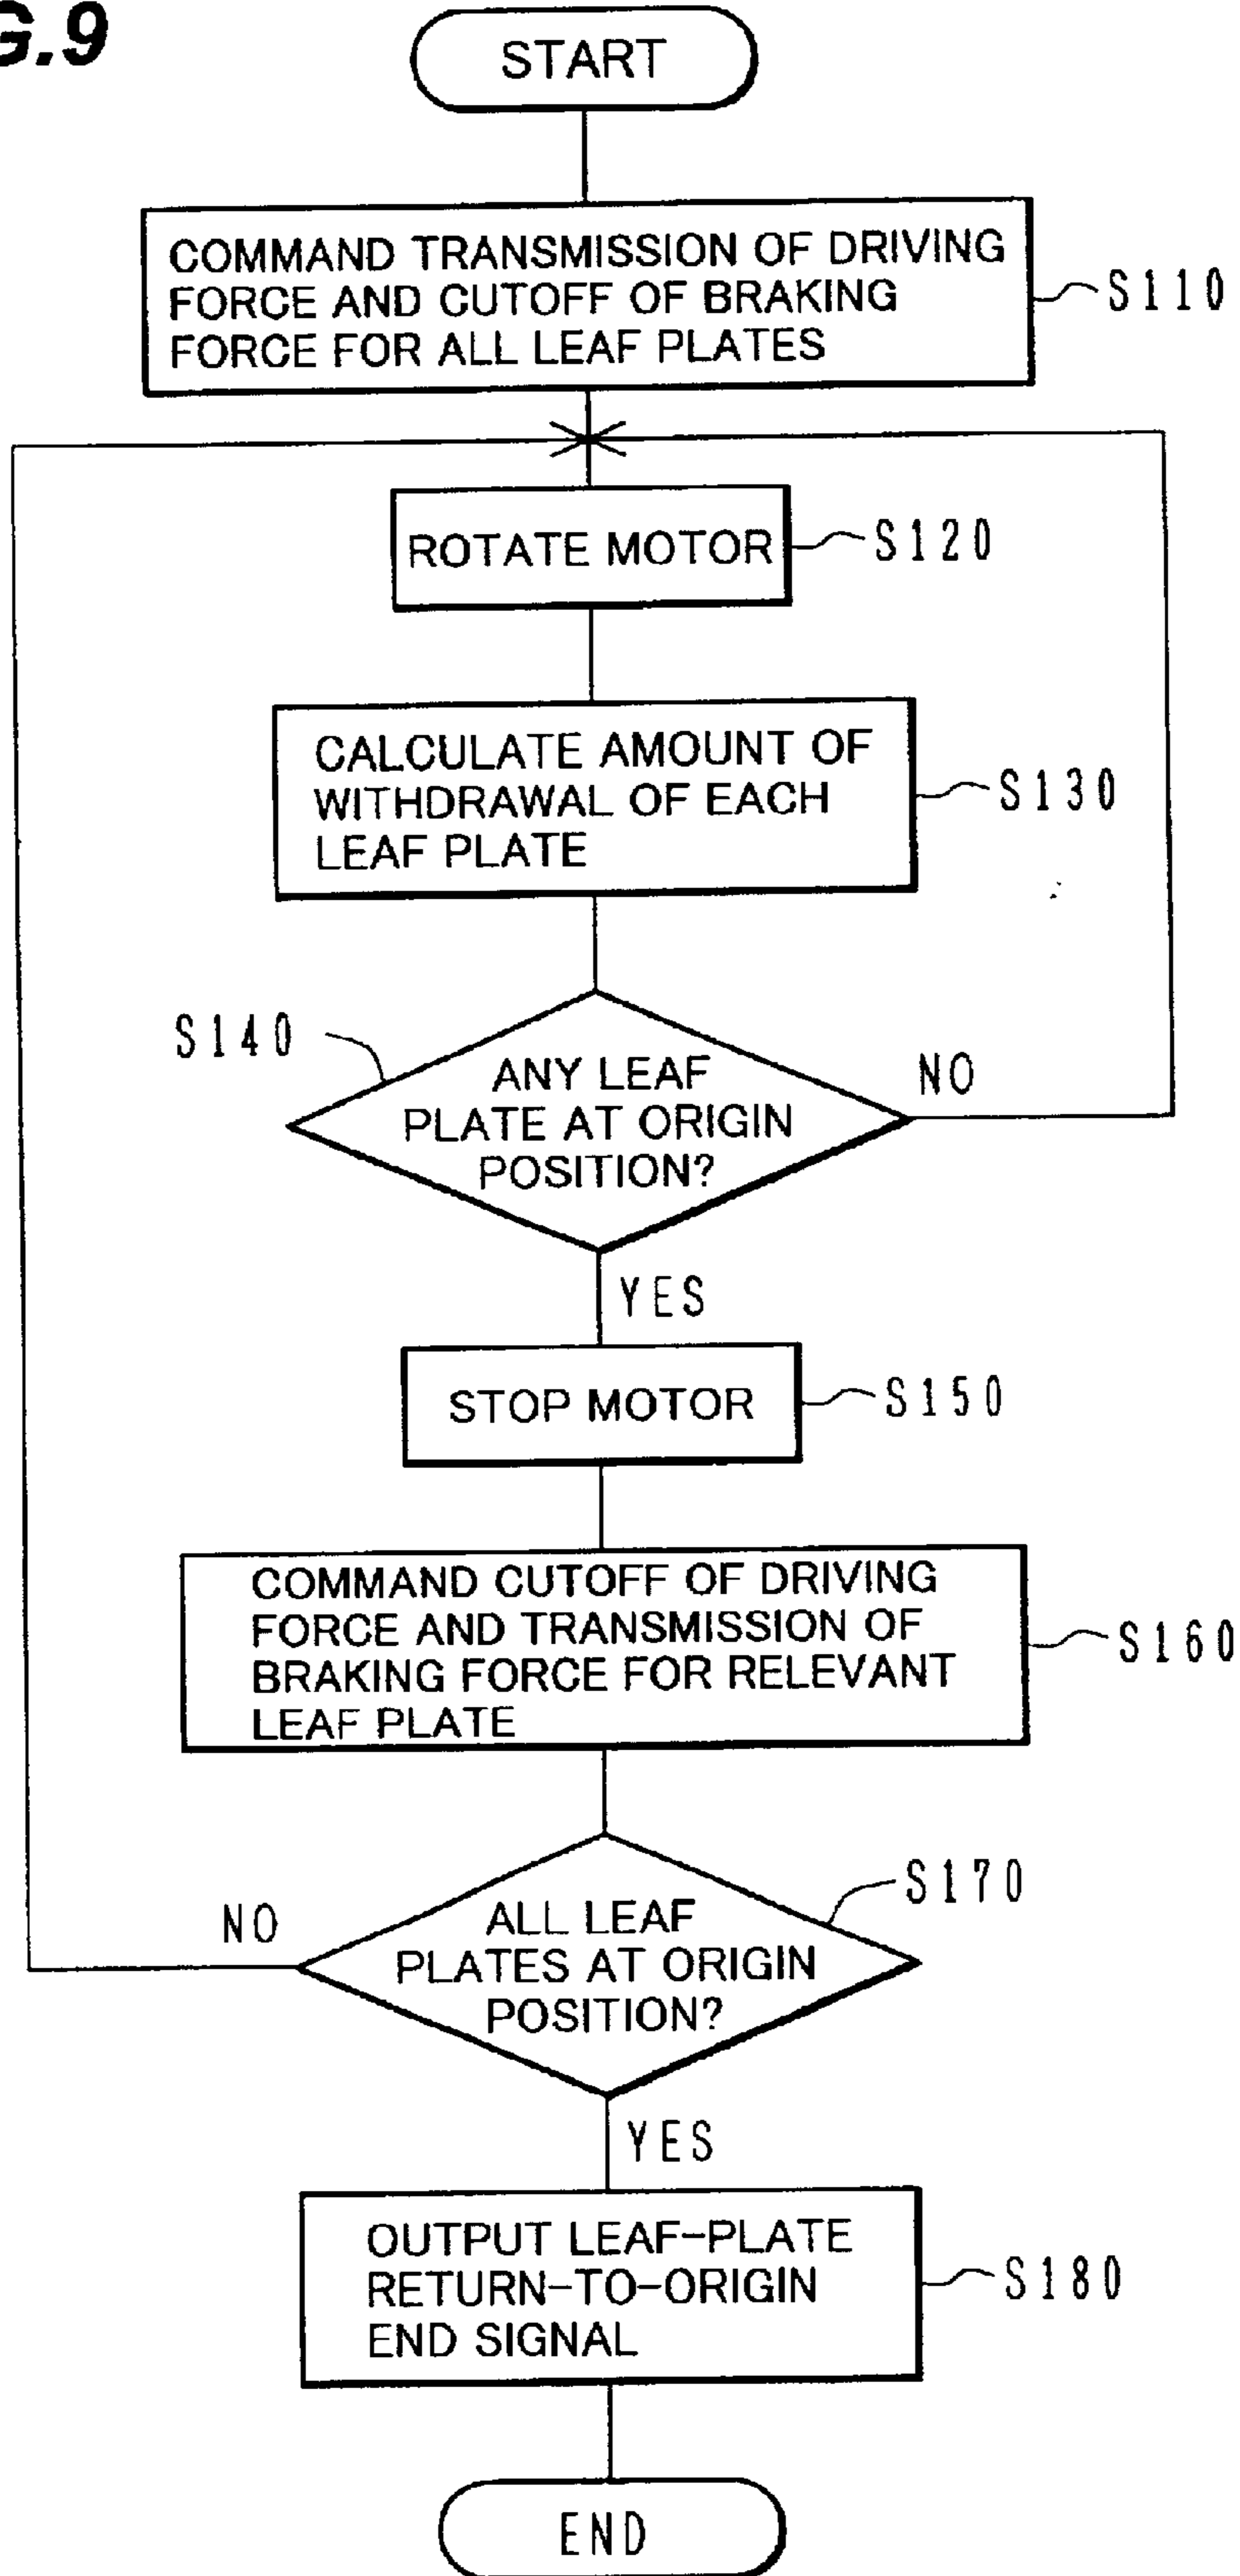 G.9
START
COMMAND TRANSMISSION OF DRIVING
FORCE AND CUTOFF OF BRAKING
FORCE FOR ALL LEAF PLATES
S110
ROTATE MOTOR
S120
CALCULATE AMOUNT OF
WITHDRAWAL OF EACH
LEAF PLATE
S130
S140
ANY LEAF
PLATE AT ORIGIN
POSITION?
NO
YES
STOP MOTOR
S150
COMMAND CUTOFF OF DRIVING
FORCE AND TRANSMISSION OF
BRAKING FORCE FOR RELEVANT
LEAF PLATE
S160
S170
NO
ALL LEAF
PLATES AT ORIGIN
POSITION?
YES
OUTPUT LEAF-PLATE
RETURN-TO-ORIGIN
END SIGNAL
S180
END